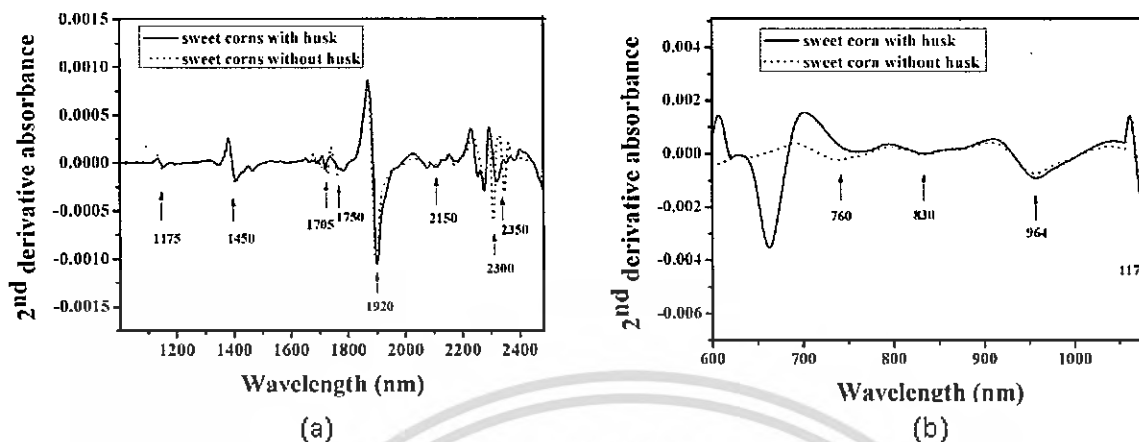 0.0015
0.0010
0.0005
0.0000
-0.0005
-0.0010
-0.0015
2nd derivative absorbance
sweet corns with husk
sweet corns without husk
1175
1450
1705
1750
1920
2150
2300
2350
1200 1400 1600 1800 2000 2200 2400
Wavelength (nm)
(a)
0.004
0.002
0.000
-0.002
-0.004
-0.006
2nd derivative absorbance
sweet corn with husk
sweet corn without husk
760
830
964
117
600 700 800 900 1000
Wavelength (nm)
(b)